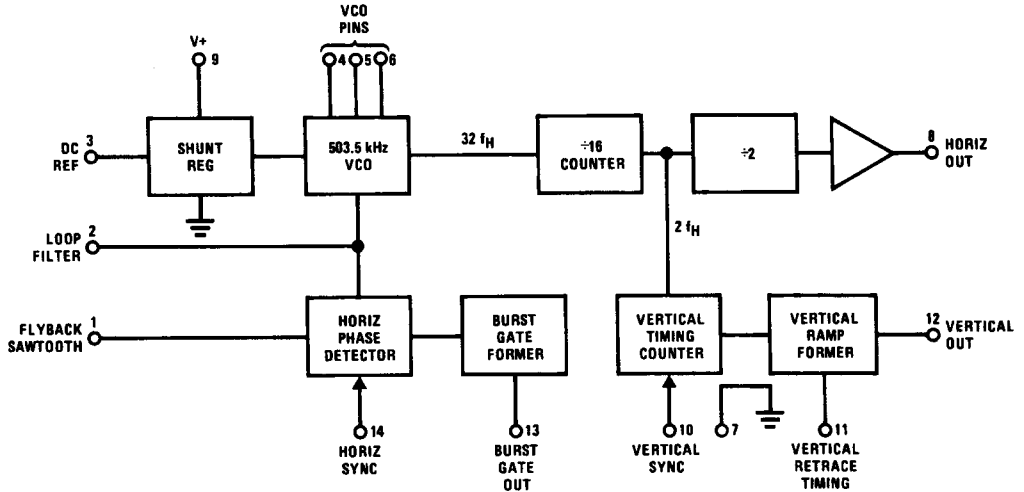 VCO
PINS
V+
9
4
5
6
DC
REF
3
SHUNT
REG
503.5 kHz
VCO
32 fH
÷16
COUNTER
÷2
8
HORIZ
OUT
LOOP
FILTER
2
2 fH
FLYBACK
SAWTOOTH
1
HORIZ
PHASE
DETECTOR
BURST
GATE
FORMER
VERTICAL
TIMING
COUNTER
VERTICAL
RAMP
FORMER
12
VERTICAL
OUT
14
HORIZ
SYNC
13
BURST
GATE
OUT
10
VERTICAL
SYNC
7
11
VERTICAL
RETRACE
TIMING